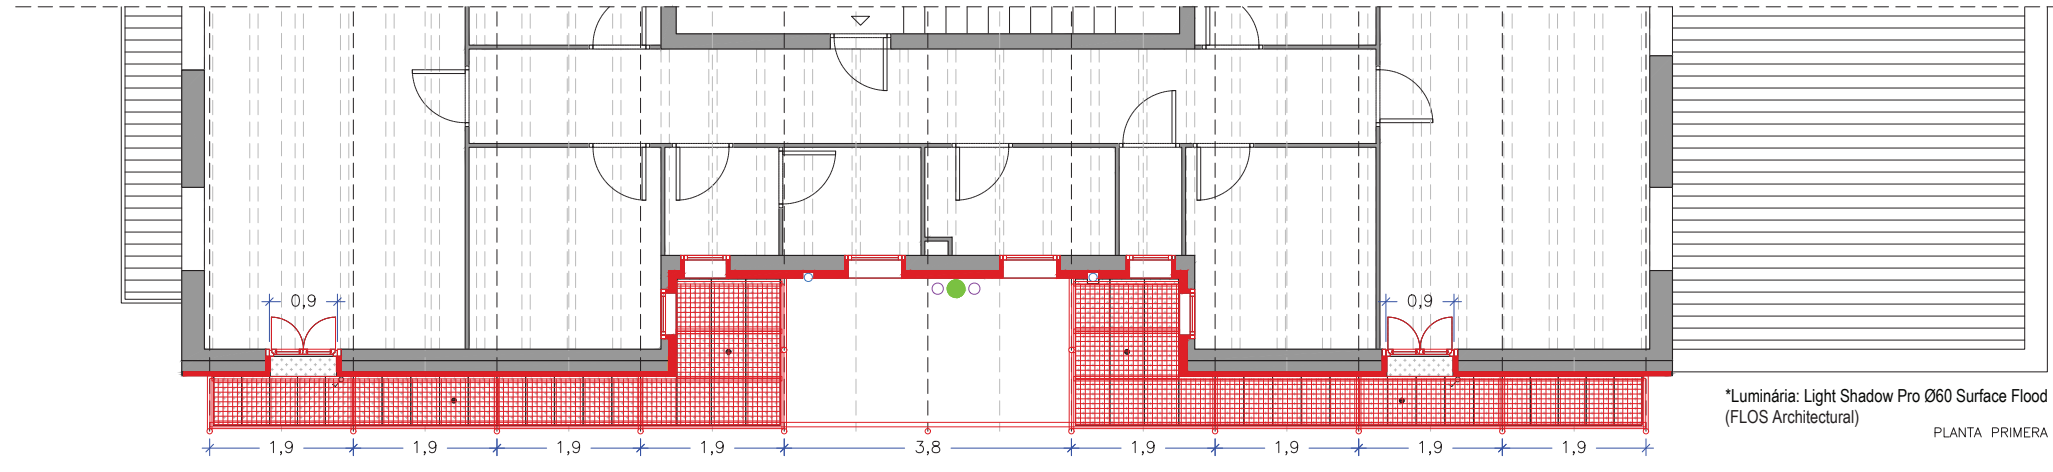 0,9
0,9
*Luminária: Light Shadow Pro Ø60 Surface Flood
(FLOS Architectural)
PLANTA PRIMERA
1,9 1,9 1,9 1,9 3,8 1,9 1,9 1,9 1,9